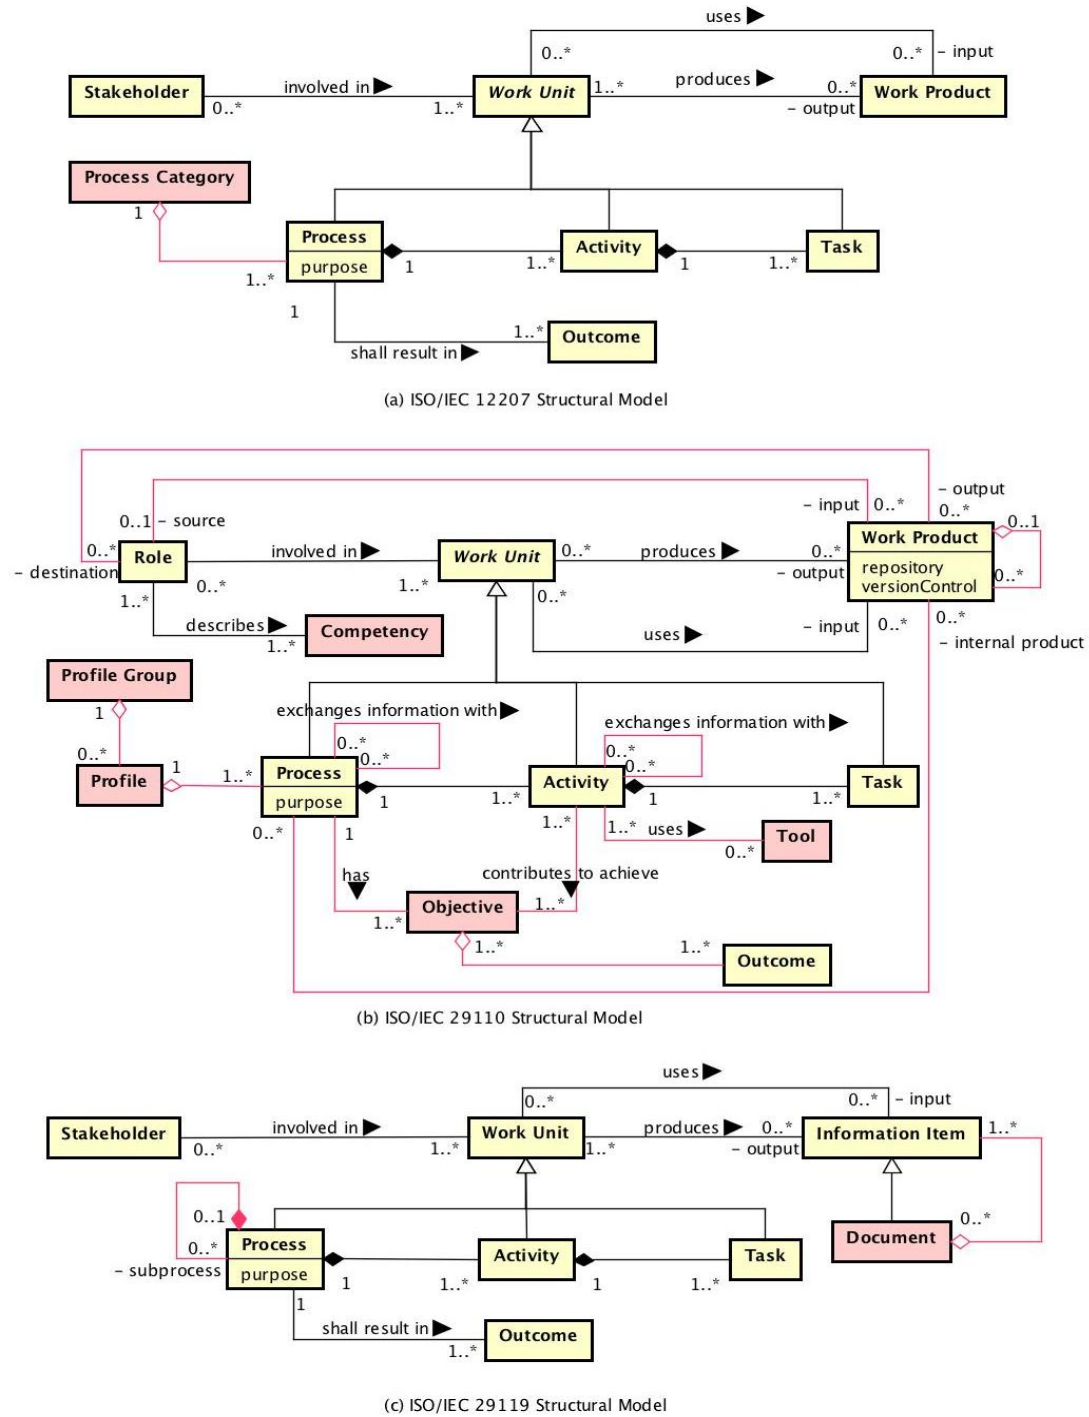 uses
0..*
0..*
– input
Stakeholder
involved in
0..*
1..*
Work Unit
1..*
produces
0..*
– output
Work Product
Process Category
1
1..*
Process
purpose
1
1..*
Activity
1
1..*
Task
1
1..*
Outcome
shall result in
(a) ISO/IEC 12207 Structural Model
– output
– input
0..*
0..*
0..1
– source
0..1
0..*
Role
– destination
0..*
involved in
1..*
Work Unit
0..*
produces
0..*
– output
Work Product
repository
versionControl
0..*
1..*
describes
1..*
Competency
0..*
uses
– input
0..*
0..*
– internal product
Profile Group
1
0..*
Profile
1
1..*
exchanges information with
0..*
0..*
exchanges information with
0..*
0..*
Process
purpose
1
1..*
Activity
1
1..*
Task
0..*
1
1..*
1..*
uses
0..*
Tool
has
contributes to achieve
1..*
Objective
1..*
1..*
1..*
Outcome
(b) ISO/IEC 29110 Structural Model
uses
0..*
0..*
– input
Stakeholder
0..*
involved in
1..*
Work Unit
1..*
produces
0..*
– output
Information Item
1..*
0..1
0..*
– subprocess
Process
purpose
1
1..*
Activity
1
1..*
Task
Document
0..*
1
shall result in
1..*
Outcome
(c) ISO/IEC 29119 Structural Model